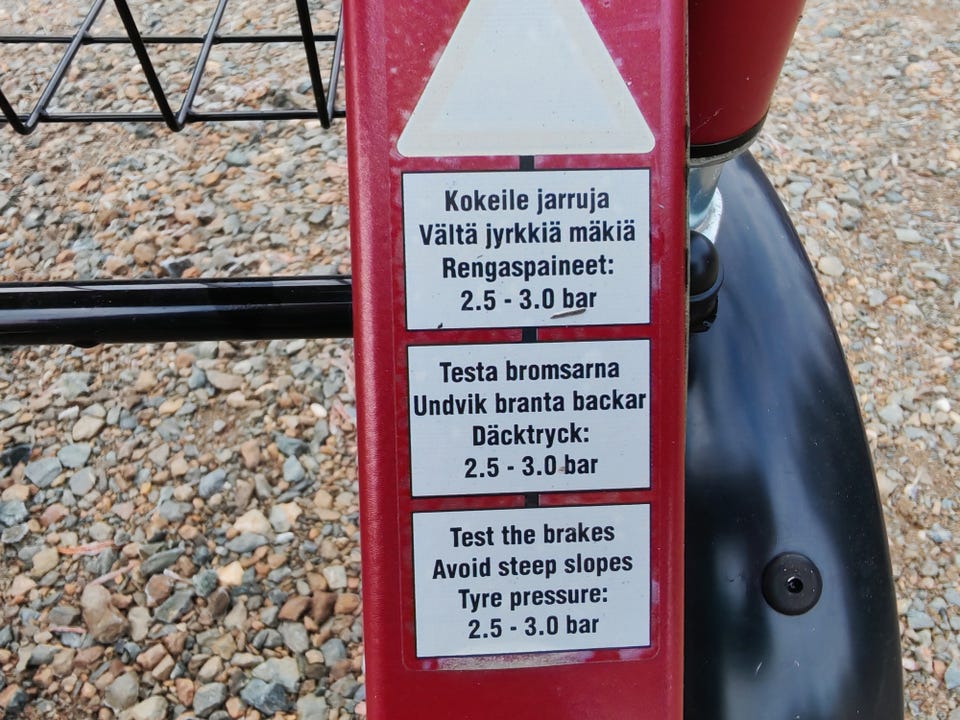 Kokeile jarruja
Vältä jyrkkiä mäkiä
Rengaspaineet:
2.5 - 3.0 bar
Testa bromsarna
Undvik branta backar
Däcktryck:
2.5 - 3.0 bar
Test the brakes
Avoid steep slopes
Tyre pressure:
2.5 - 3.0 bar